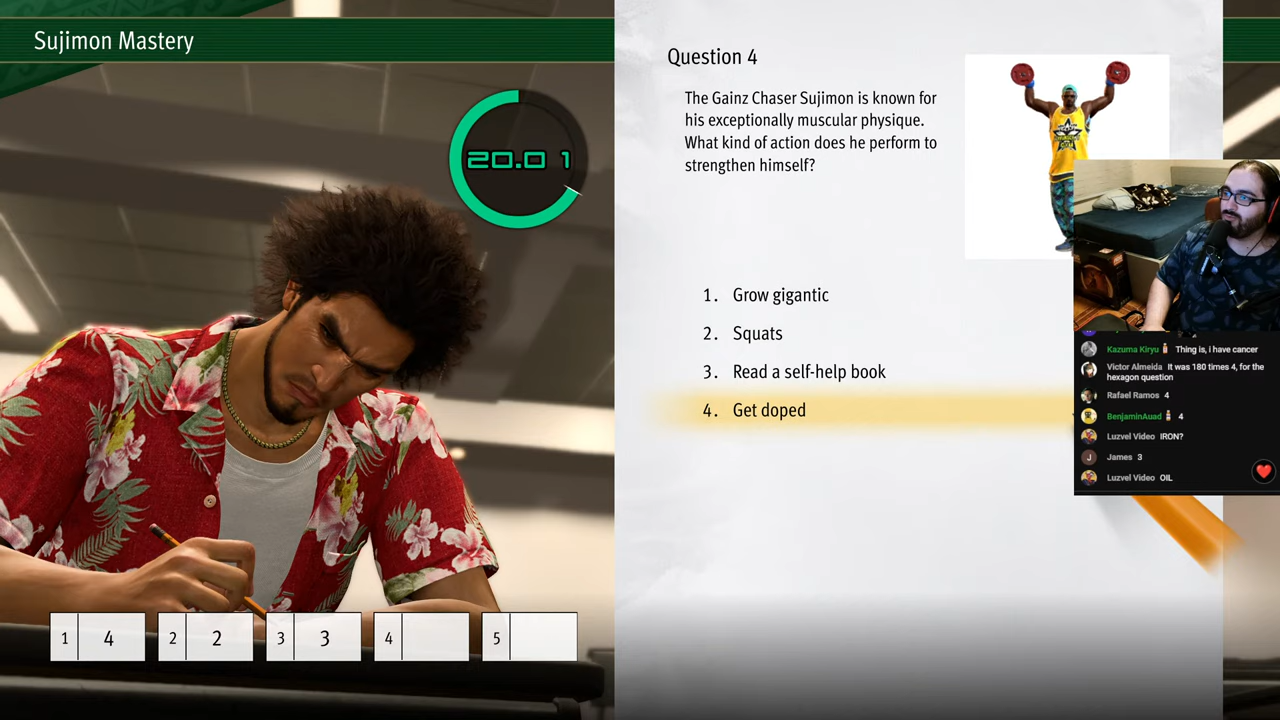 Sujimon Mastery
20.01
Question 4
The Gainz Chaser Sujimon is known for
his exceptionally muscular physique.
What kind of action does he perform to
strengthen himself?
1. Grow gigantic
2. Squats
3. Read a self-help book
4. Get doped
Kazuma Kiryu Thing is, i have cancer
Victor Almeida It was 180 times 4, for the
hexagon question
Rafael Ramos 4
BenjaminAuad 4
Luzvel Video IRON?
James 3
Luzvel Video OIL
1 4 2 2 3 3 4 5